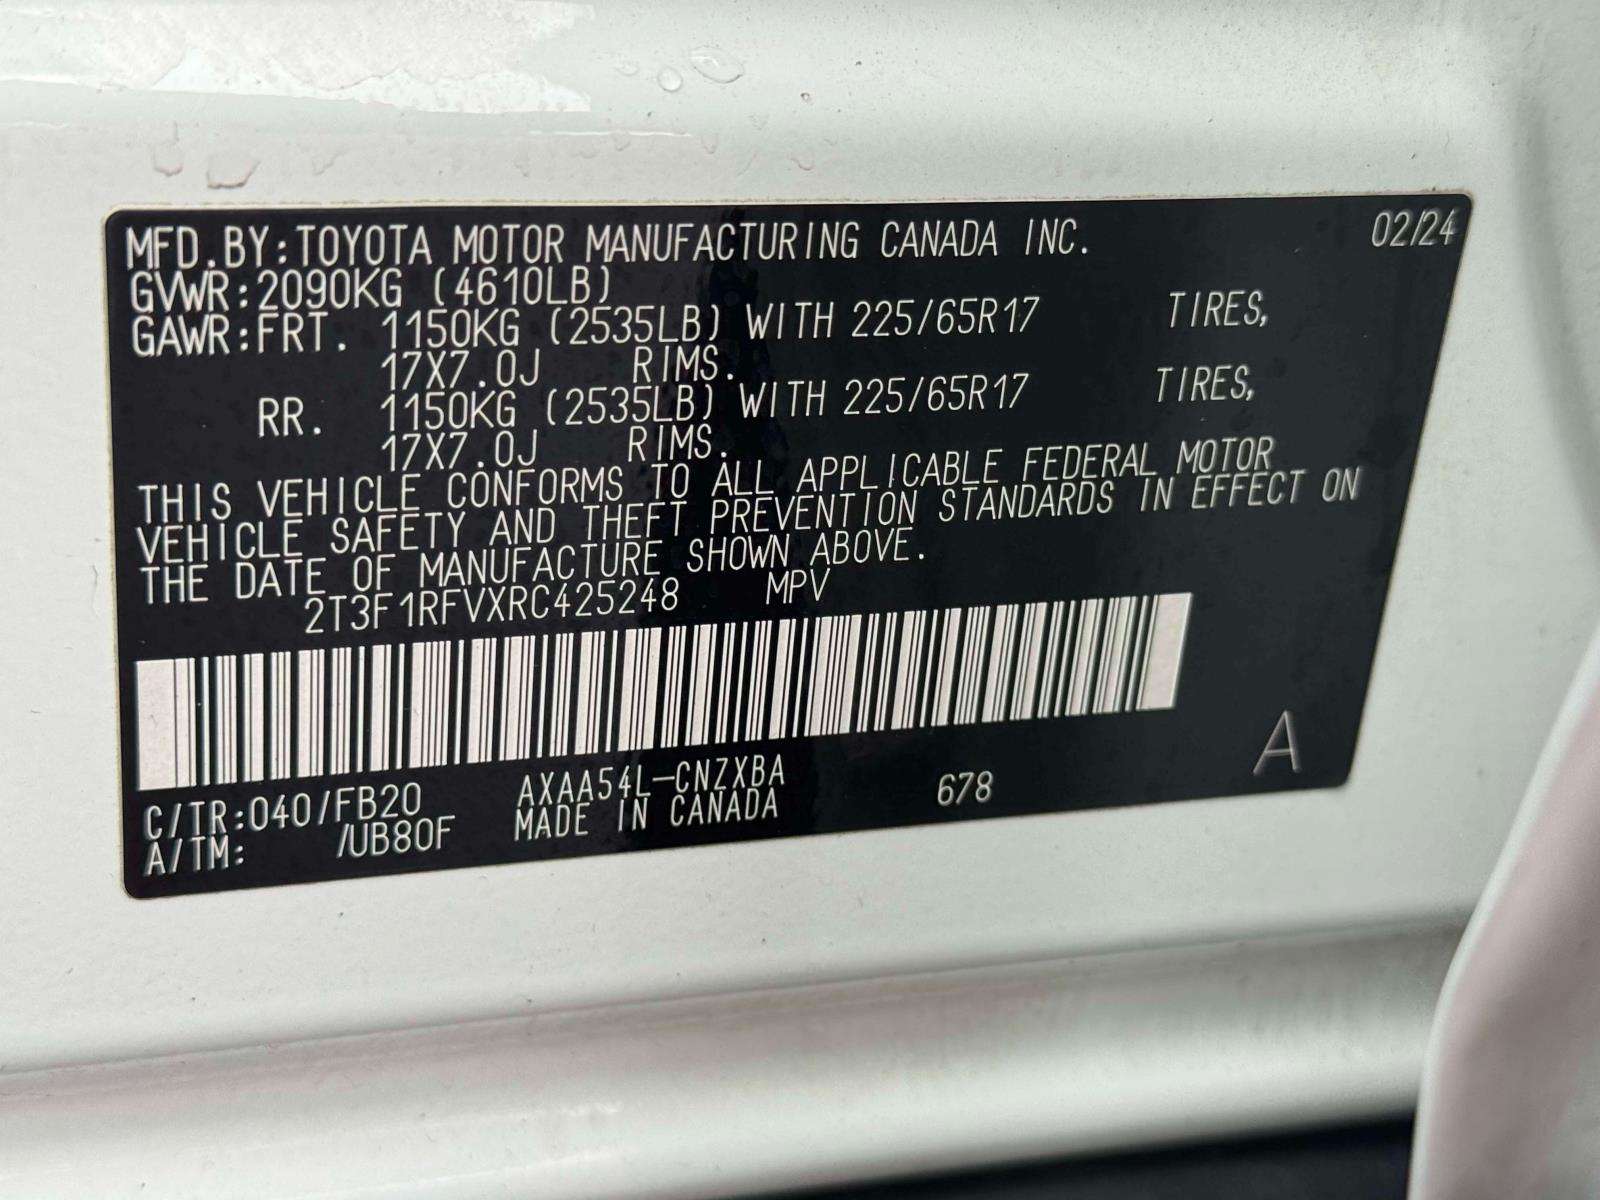 MFD.BY:TOYOTA MOTOR MANUFACTURING CANADA INC. 02/24
GVWR:2090KG (4610LB)
GAWR:FRT. 1150KG (2535LB) WITH 225/65R17 TIRES,
17X7.0J RIMS.
RR. 1150KG (2535LB) WITH 225/65R17 TIRES,
17X7.0J RIMS.
THIS VEHICLE CONFORMS TO ALL APPLICABLE FEDERAL MOTOR
VEHICLE SAFETY AND THEFT PREVENTION STANDARDS IN EFFECT ON
THE DATE OF MANUFACTURE SHOWN ABOVE.
2T3F1RFVXRC425248 MPV
C/TR:040/FB20 AXAA54L-CNZXBA 678 A
A/TM: /UB80F MADE IN CANADA